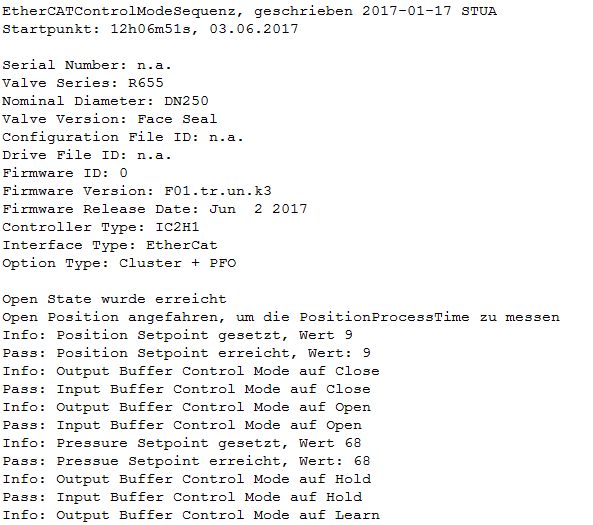 EtherCATControlModeSequenz, geschrieben 2017-01-17 STUA
Startpunkt: 12h06m51s, 03.06.2017
Serial Number: n.a.
Valve Series: R655
Nominal Diameter: DN250
Valve Version: Face Seal
Configuration File ID: n.a.
Drive File ID: n.a.
Firmware ID: 0
Firmware Version: F01.tr.un.k3
Firmware Release Date: Jun  2 2017
Controller Type: IC2H1
Interface Type: EtherCat
Option Type: Cluster + PFO
Open State wurde erreicht
Open Position angefahren, um die PositionProcessTime zu messen
Info: Position Setpoint gesetzt, Wert 9
Pass: Position Setpoint erreicht, Wert: 9
Info: Output Buffer Control Mode auf Close
Pass: Input Buffer Control Mode auf Close
Info: Output Buffer Control Mode auf Open
Pass: Input Buffer Control Mode auf Open
Info: Pressure Setpoint gesetzt, Wert 68
Pass: Pressue Setpoint erreicht, Wert: 68
Info: Output Buffer Control Mode auf Hold
Pass: Input Buffer Control Mode auf Hold
Info: Output Buffer Control Mode auf Learn